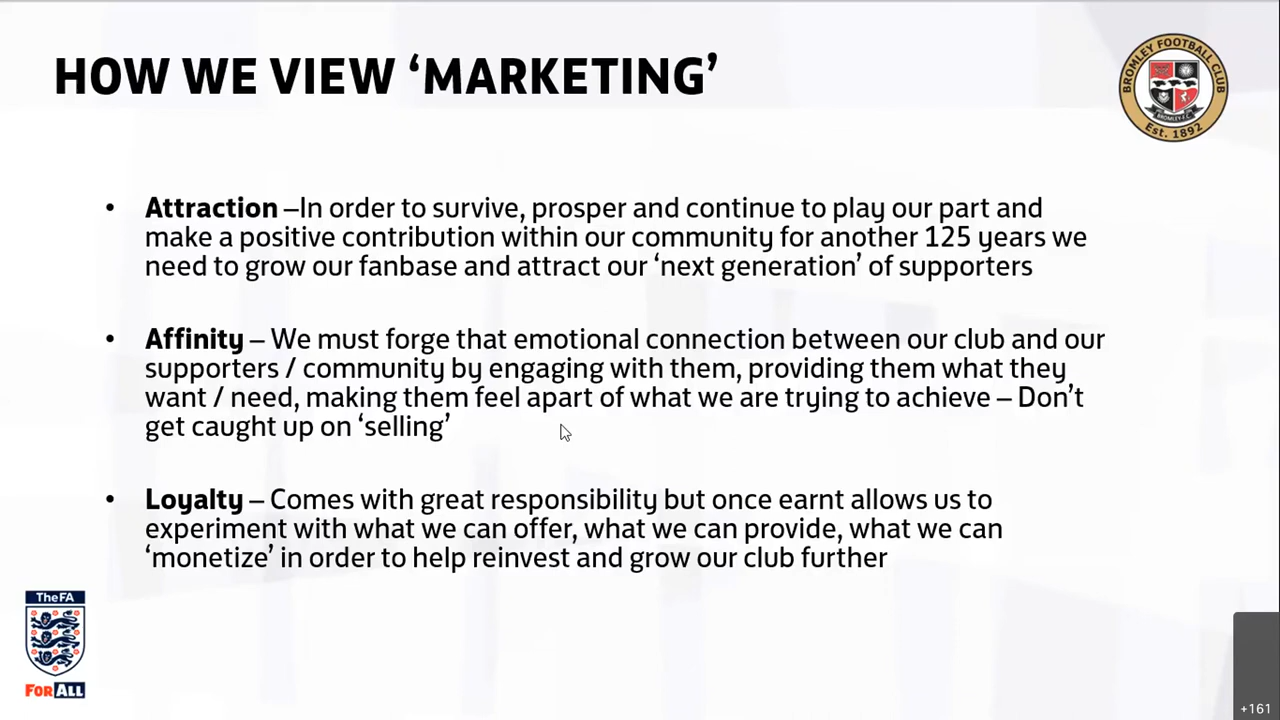 HOW WE VIEW ‘MARKETING’
BROMLEY FOOTBALL CLUB
BROMLEY-F.C
Est. 1892
• Attraction –In order to survive, prosper and continue to play our part and
make a positive contribution within our community for another 125 years we
need to grow our fanbase and attract our ‘next generation’ of supporters
• Affinity – We must forge that emotional connection between our club and our
supporters / community by engaging with them, providing them what they
want / need, making them feel apart of what we are trying to achieve – Don’t
get caught up on ‘selling’
• Loyalty – Comes with great responsibility but once earnt allows us to
experiment with what we can offer, what we can provide, what we can
‘monetize’ in order to help reinvest and grow our club further
The FA
FOR ALL
+161